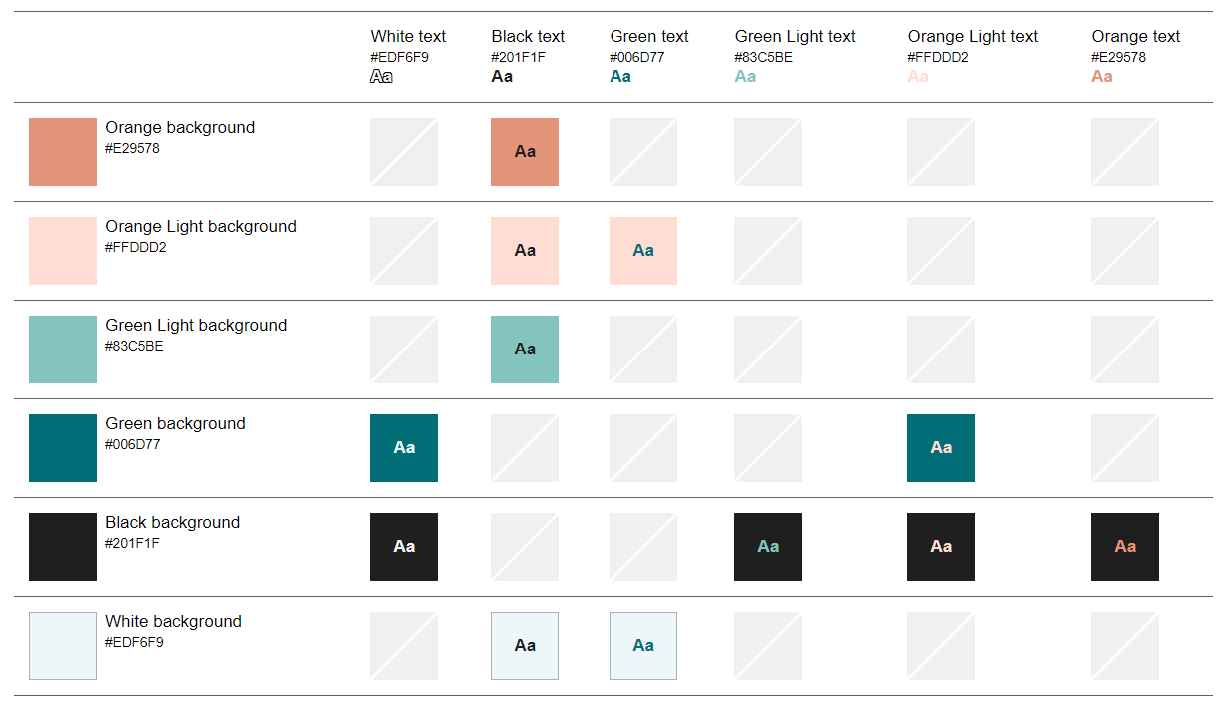 White text Black text Green text Green Light text Orange Light text Orange text
#EDF6F9 #201F1F #006D77 #83C5BE #FFDDD2 #E29578
Aa Aa Aa Aa Aa Aa
Orange background
#E29578
Aa
Orange Light background
#FFDDD2
Aa Aa
Green Light background
#83C5BE
Aa
Green background
#006D77
Aa Aa
Black background
#201F1F
Aa Aa Aa Aa
White background
#EDF6F9
Aa Aa